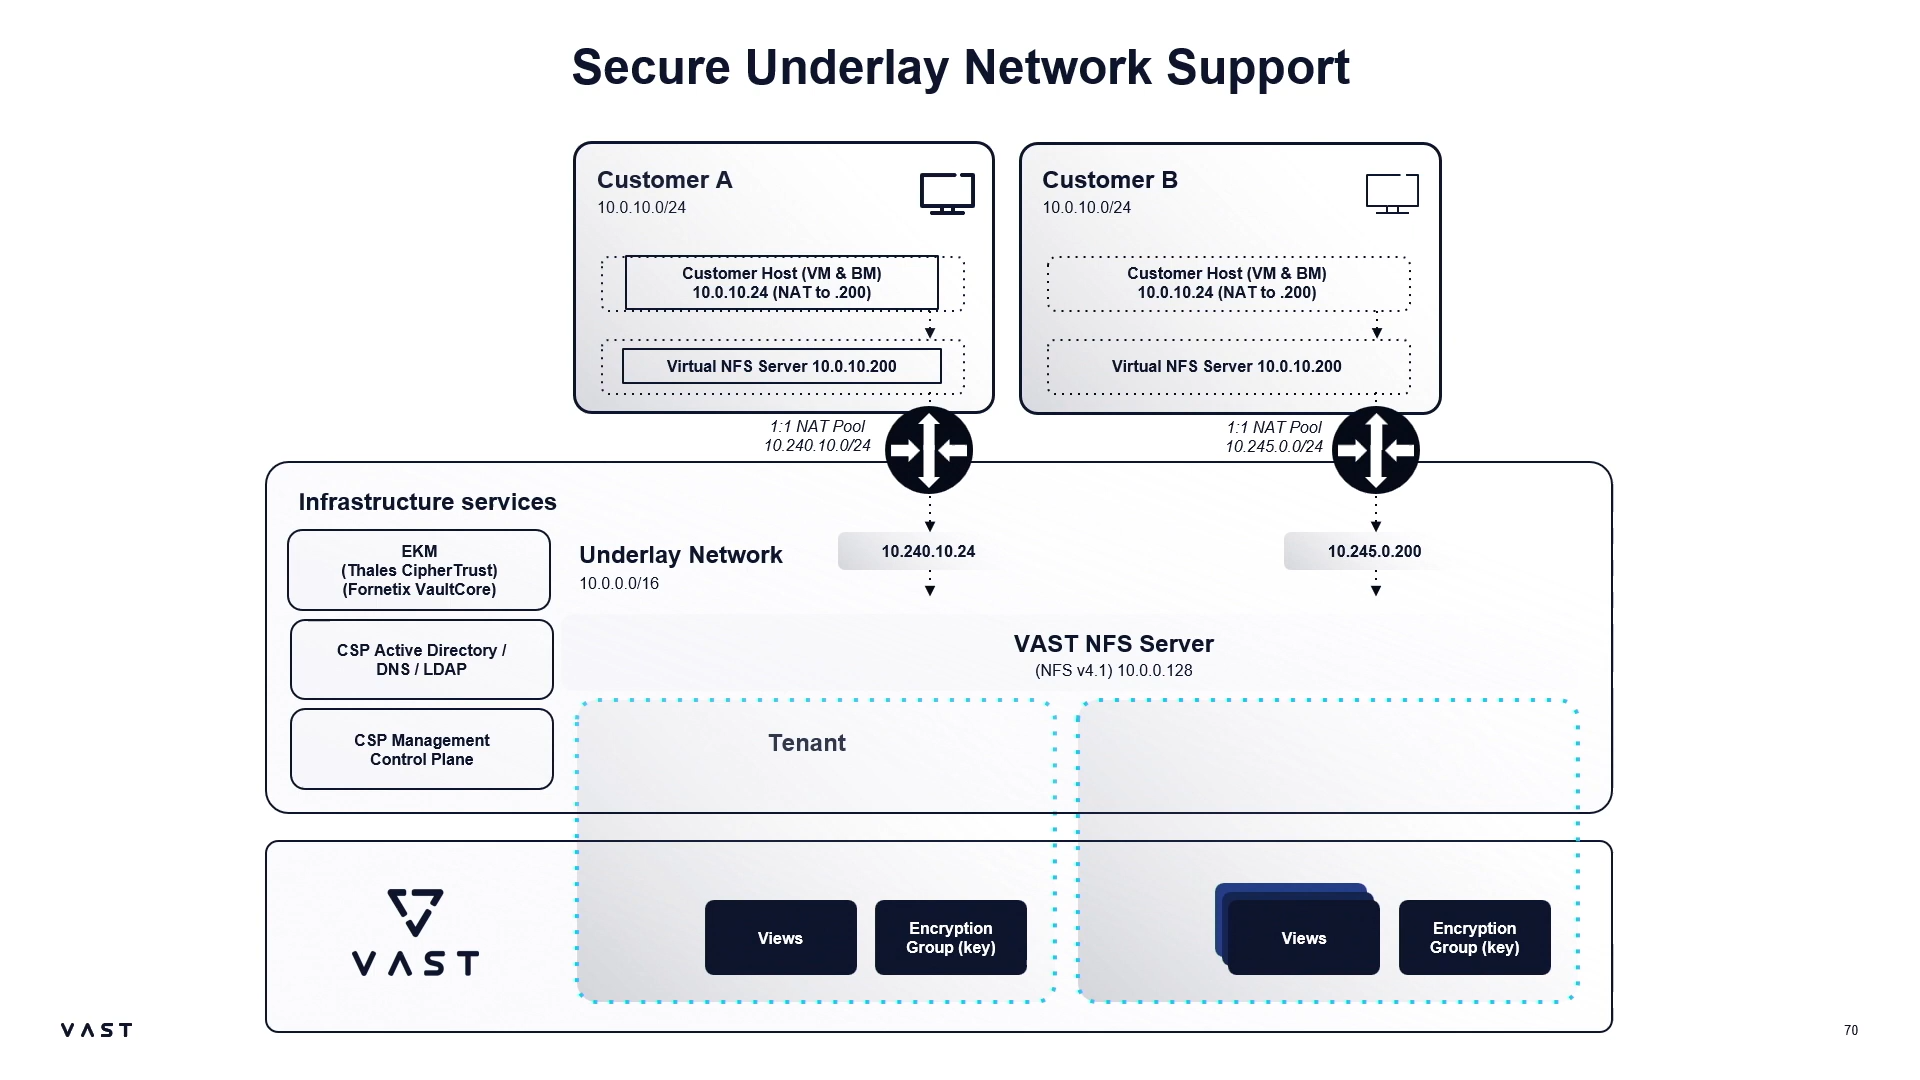 Secure Underlay Network Support
Customer A
10.0.10.0/24
Customer Host (VM & BM)
10.0.10.24 (NAT to .200)
Virtual NFS Server 10.0.10.200
Customer B
10.0.10.0/24
Customer Host (VM & BM)
10.0.10.24 (NAT to .200)
Virtual NFS Server 10.0.10.200
1:1 NAT Pool
10.240.10.0/24
1:1 NAT Pool
10.245.0.0/24
Infrastructure services
EKM
(Thales CipherTrust)
(Fornetix VaultCore)
CSP Active Directory /
DNS / LDAP
CSP Management
Control Plane
Underlay Network
10.0.0.0/16
10.240.10.24
10.245.0.200
VAST NFS Server
(NFS v4.1) 10.0.0.128
Tenant
VAST
Views
Encryption
Group (key)
Views
Encryption
Group (key)
VAST
70